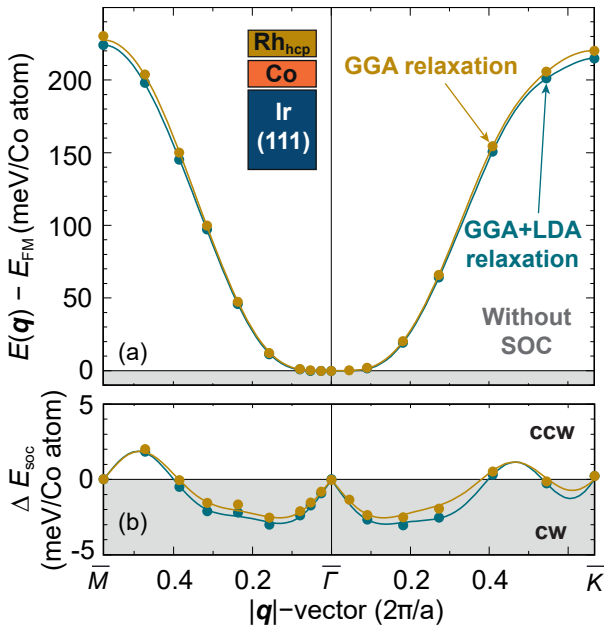 Rh_hcp
Co
Ir
(111)
GGA relaxation
GGA+LDA
relaxation
Without
SOC
(a)
E(q) − E_FM (meV/Co atom)
200
150
100
50
0
(b)
ccw
cw
Δ E_soc
(meV/Co atom)
5
0
-5
M̅ 0.4 0.2 Γ̅ 0.2 0.4 K̅
|q|−vector (2π/a)